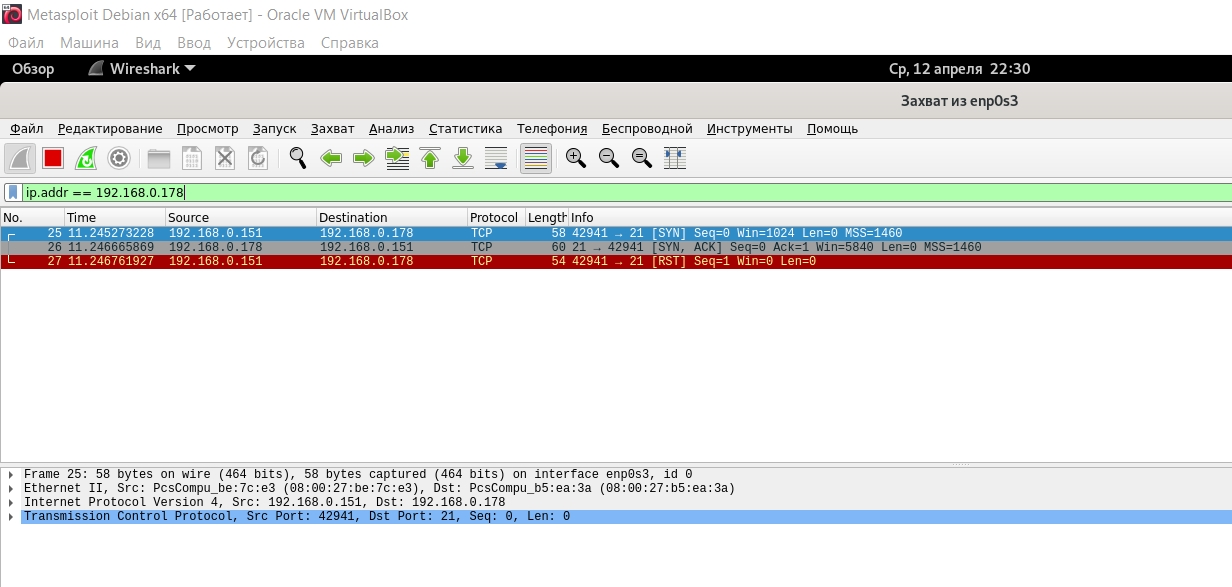 Metasploit Debian x64 [Работает] - Oracle VM VirtualBox
Файл Машина Вид Ввод Устройства Справка
Обзор Wireshark Ср, 12 апреля 22:30
Захват из enp0s3
Файл Редактирование Просмотр Запуск Захват Анализ Статистика Телефония Беспроводной Инструменты Помощь
ip.addr == 192.168.0.178
No. Time Source Destination Protocol Length Info
25 11.245273228 192.168.0.151 192.168.0.178 TCP 58 42941 → 21 [SYN] Seq=0 Win=1024 Len=0 MSS=1460
26 11.246665869 192.168.0.178 192.168.0.151 TCP 60 21 → 42941 [SYN, ACK] Seq=0 Ack=1 Win=5840 Len=0 MSS=1460
27 11.246761927 192.168.0.151 192.168.0.178 TCP 54 42941 → 21 [RST] Seq=1 Win=0 Len=0
Frame 25: 58 bytes on wire (464 bits), 58 bytes captured (464 bits) on interface enp0s3, id 0
Ethernet II, Src: PcsCompu_be:7c:e3 (08:00:27:be:7c:e3), Dst: PcsCompu_b5:ea:3a (08:00:27:b5:ea:3a)
Internet Protocol Version 4, Src: 192.168.0.151, Dst: 192.168.0.178
Transmission Control Protocol, Src Port: 42941, Dst Port: 21, Seq: 0, Len: 0